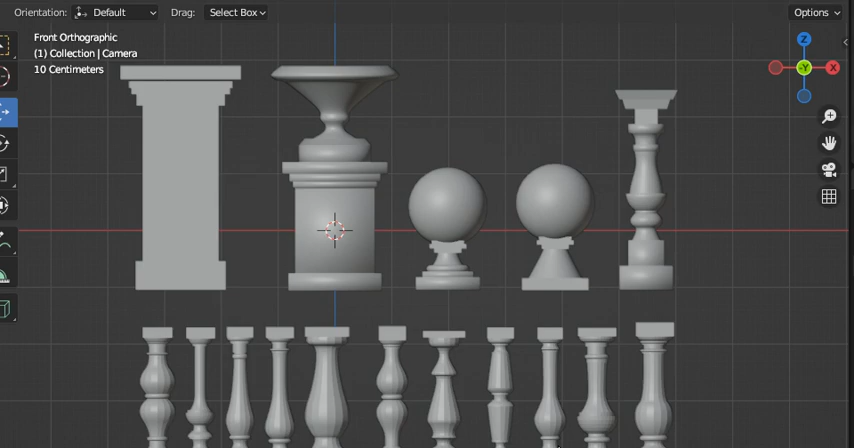 Orientation: Default Drag: Select Box Options
Front Orthographic
(1) Collection | Camera
10 Centimeters
Z
-Y
X